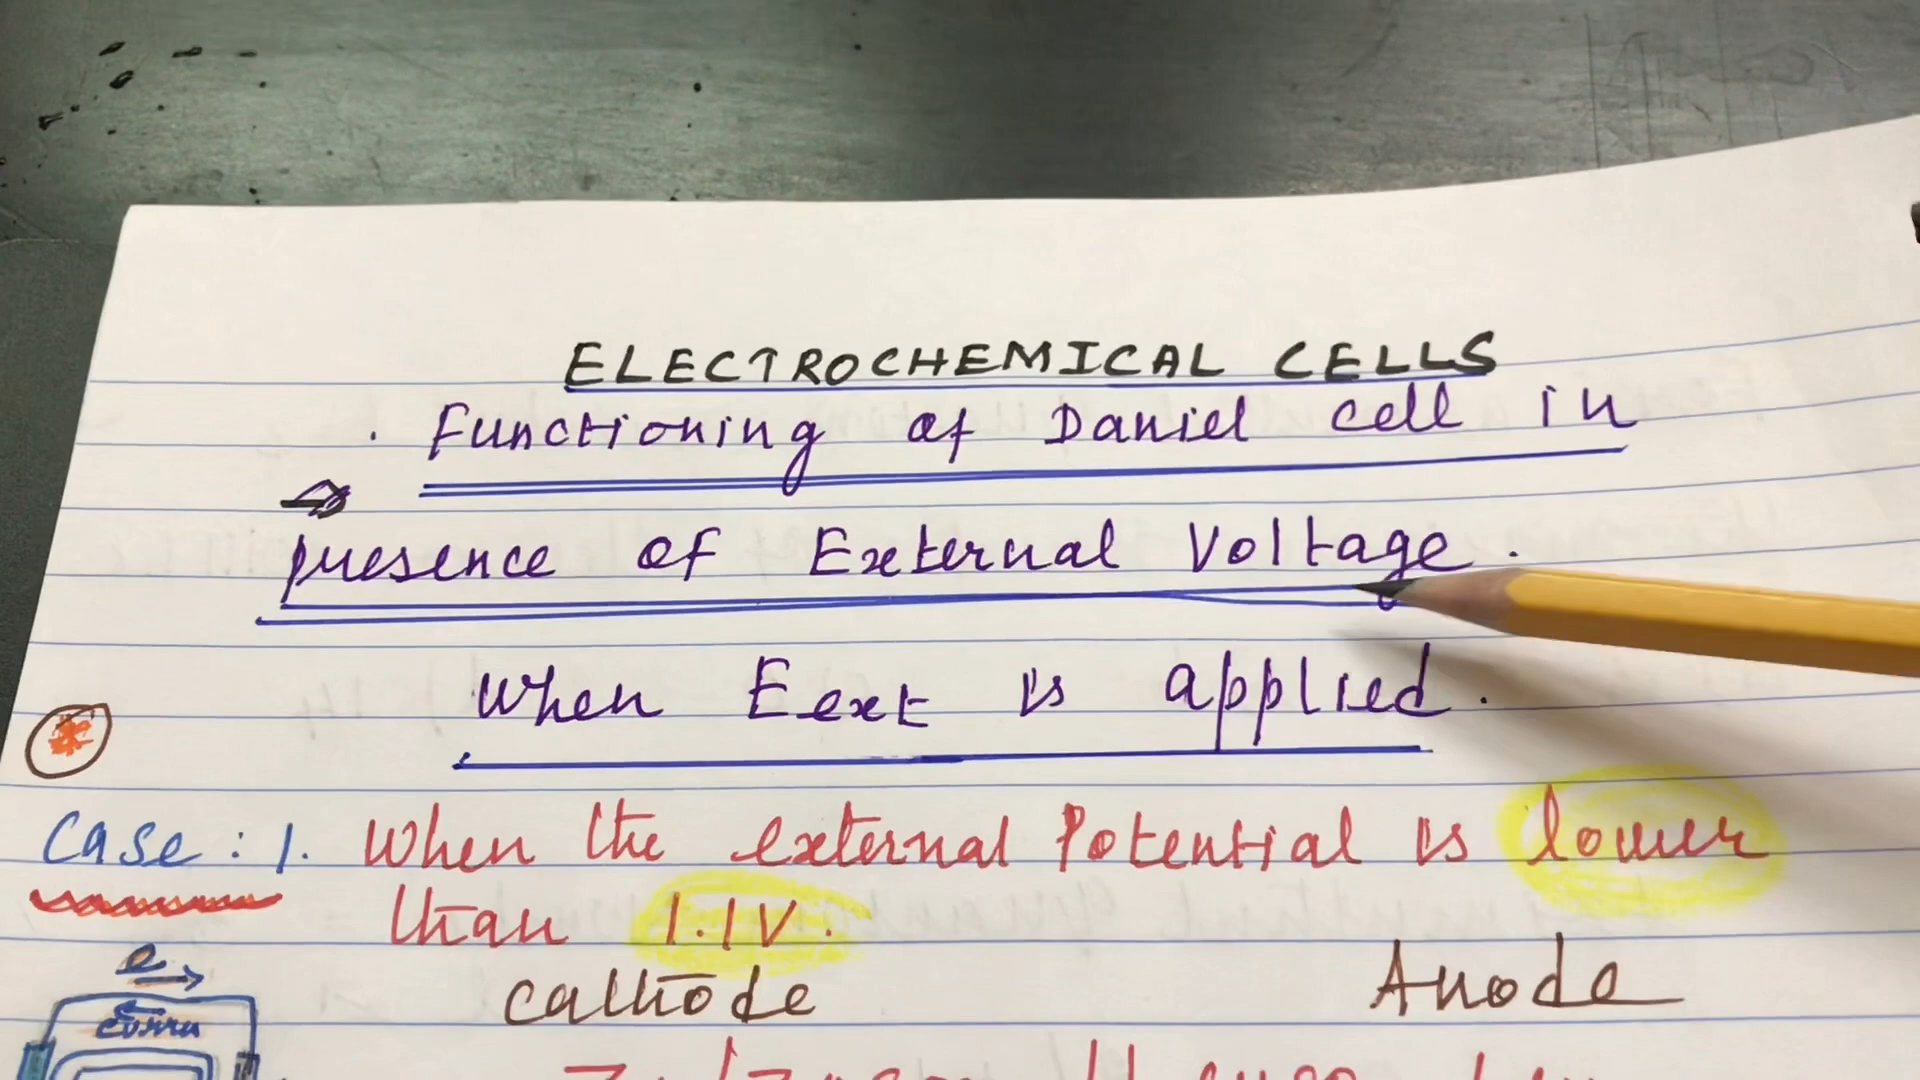 ELECTROCHEMICAL CELLS
. Functioning of Daniel cell in
presence of External Voltage.
When Eext is applied.
Case : 1. When the external Potential is lower
than 1.1V.
e
Cathode Anode